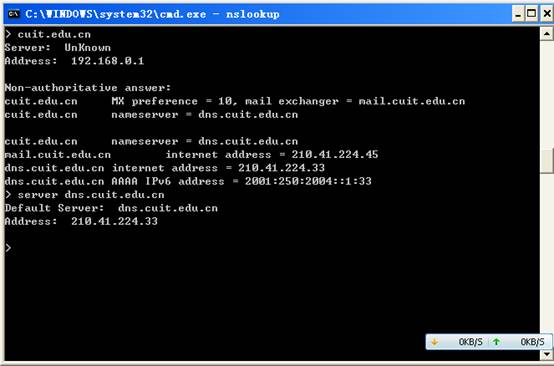 C:\WINDOWS\system32\cmd.exe - nslookup
> cuit.edu.cn
Server:  UnKnown
Address:  192.168.0.1
Non-authoritative answer:
cuit.edu.cn     MX preference = 10, mail exchanger = mail.cuit.edu.cn
cuit.edu.cn     nameserver = dns.cuit.edu.cn
cuit.edu.cn     nameserver = dns.cuit.edu.cn
mail.cuit.edu.cn        internet address = 210.41.224.45
dns.cuit.edu.cn internet address = 210.41.224.33
dns.cuit.edu.cn AAAA IPv6 address = 2001:250:2004::1:33
> server dns.cuit.edu.cn
Default Server:  dns.cuit.edu.cn
Address:  210.41.224.33
>
0KB/S 0KB/S